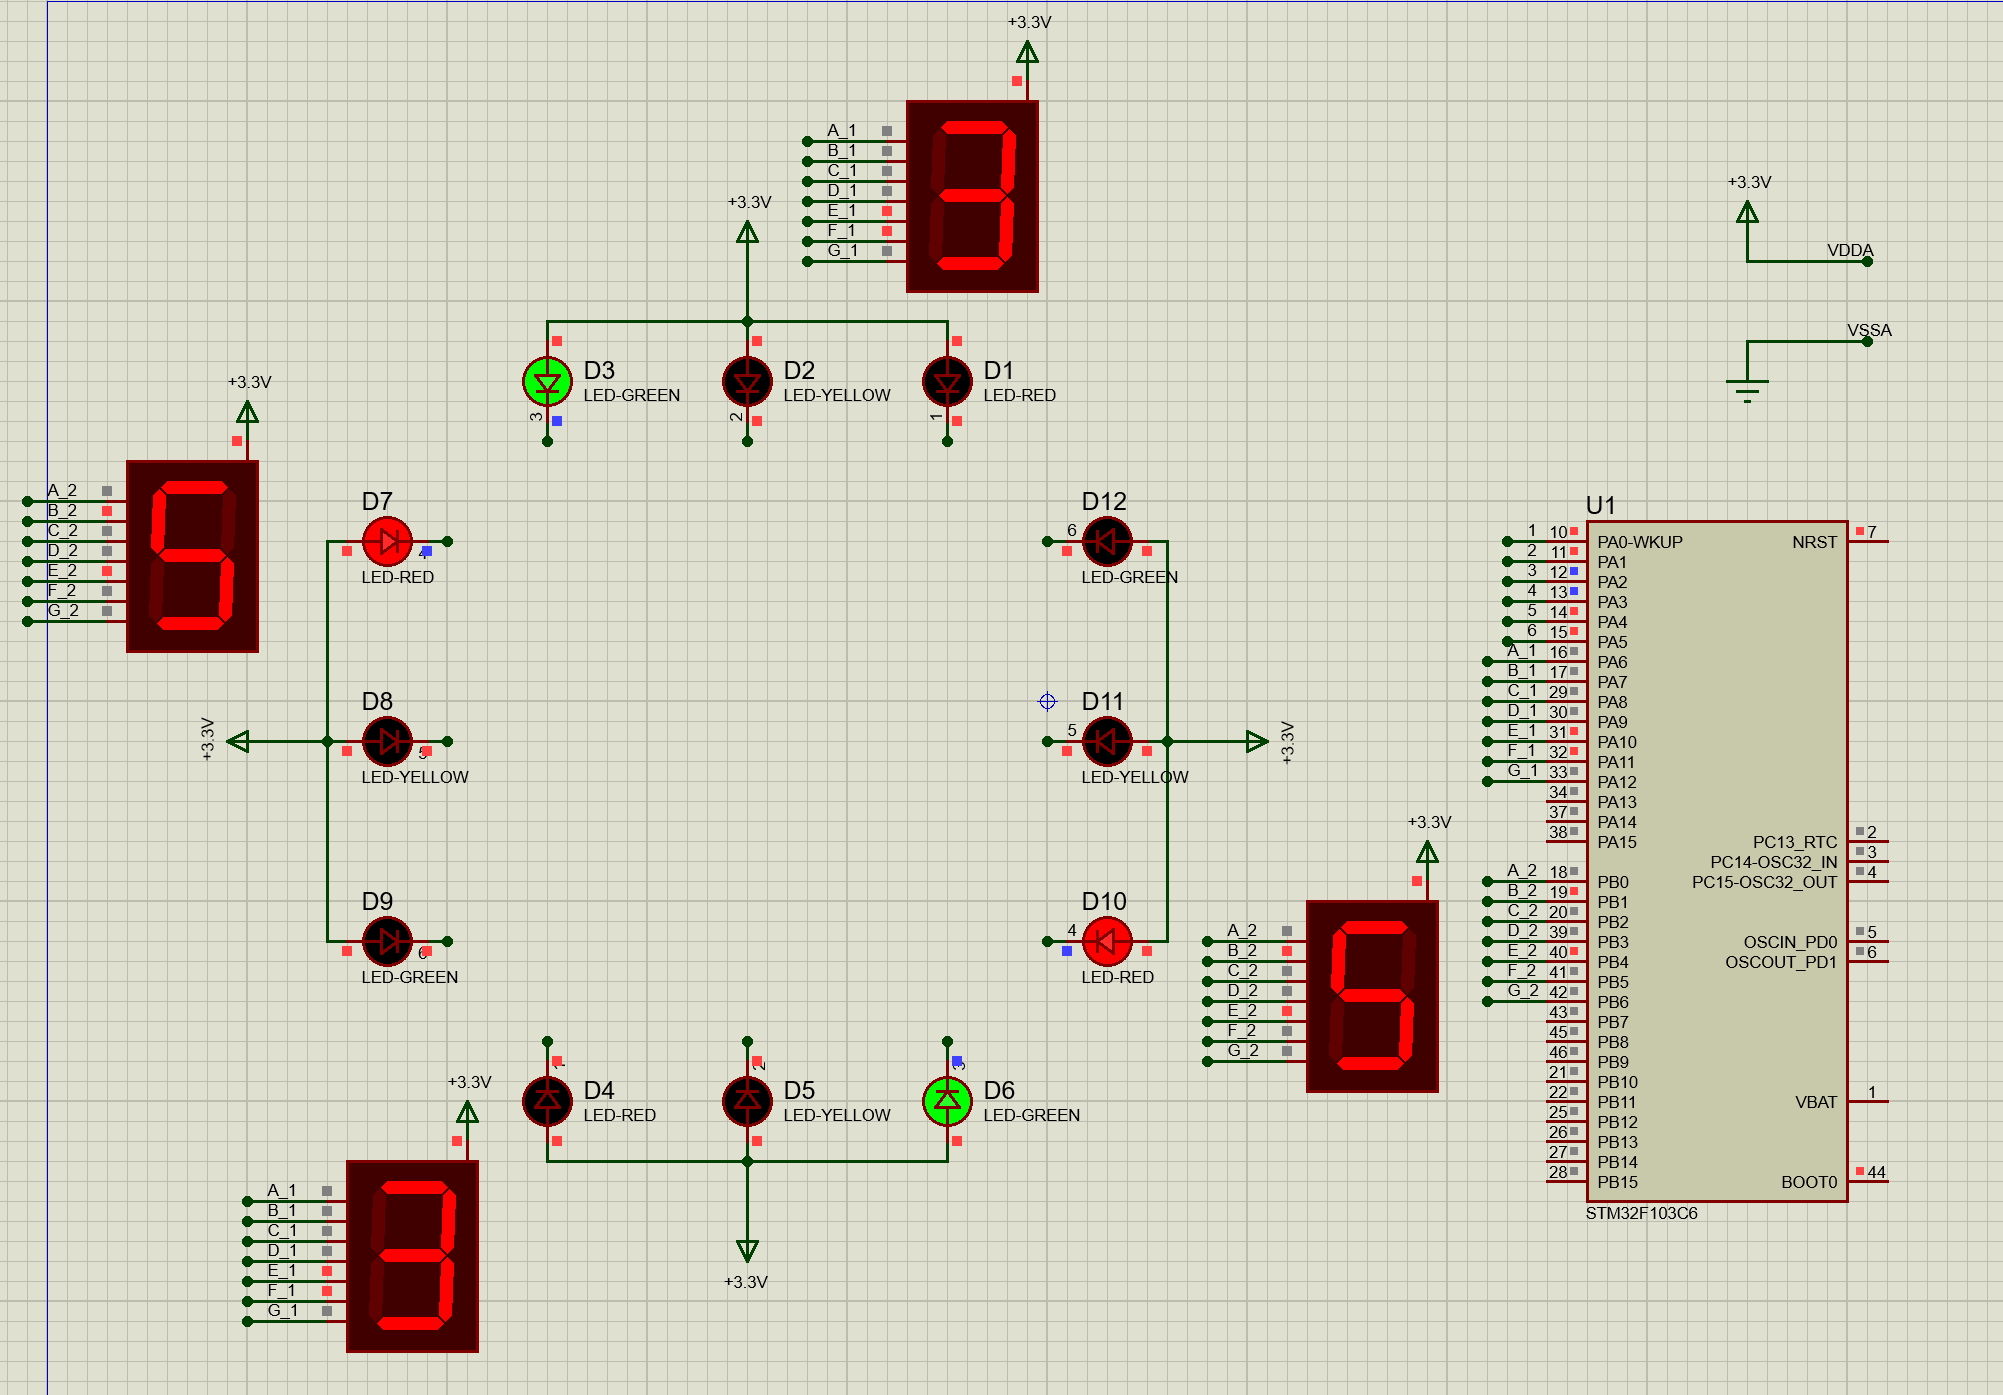 +3.3V
A_1
B_1
C_1
D_1
E_1
F_1
G_1
+3.3V
+3.3V
VDDA
VSSA
D3
LED-GREEN
3
D2
LED-YELLOW
2
D1
LED-RED
1
+3.3V
A_2
B_2
C_2
D_2
E_2
F_2
G_2
D7
4
LED-RED
D8
5
LED-YELLOW
+3.3V
D9
6
LED-GREEN
D12
6
LED-GREEN
D11
5
LED-YELLOW
+3.3V
D10
4
LED-RED
+3.3V
A_2
B_2
C_2
D_2
E_2
F_2
G_2
1
D4
LED-RED
2
D5
LED-YELLOW
3
D6
LED-GREEN
+3.3V
+3.3V
A_1
B_1
C_1
D_1
E_1
F_1
G_1
U1
1 10 PA0-WKUP NRST 7
2 11 PA1
3 12 PA2
4 13 PA3
5 14 PA4
6 15 PA5
A_1 16 PA6
B_1 17 PA7
C_1 29 PA8
D_1 30 PA9
E_1 31 PA10
F_1 32 PA11
G_1 33 PA12
34 PA13
37 PA14
38 PA15 PC13_RTC 2
PC14-OSC32_IN 3
A_2 18 PB0 PC15-OSC32_OUT 4
B_2 19 PB1
C_2 20 PB2
D_2 39 PB3 OSCIN_PD0 5
E_2 40 PB4 OSCOUT_PD1 6
F_2 41 PB5
G_2 42 PB6
43 PB7
45 PB8
46 PB9
21 PB10
22 PB11 VBAT 1
25 PB12
26 PB13
27 PB14
28 PB15 BOOT0 44
STM32F103C6